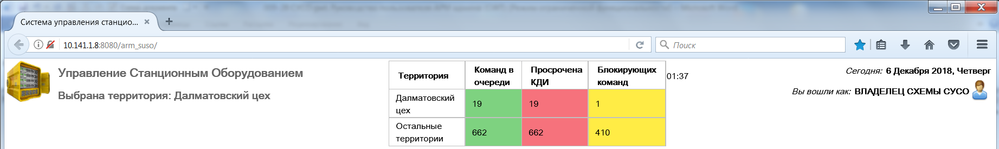 Система управления станцио...
10.141.1.8:8080/arm_suso/
Поиск
Управление Станционным Оборудованием
Выбрана территория: Далматовский цех
Территория
Команд в
очереди
Просрочена
КДИ
Блокирующих
команд
Далматовский
цех
19
19
1
Остальные
территории
662
662
410
01:37
Сегодня: 6 Декабря 2018, Четверг
Вы вошли как: ВЛАДЕЛЕЦ СХЕМЫ СУСО